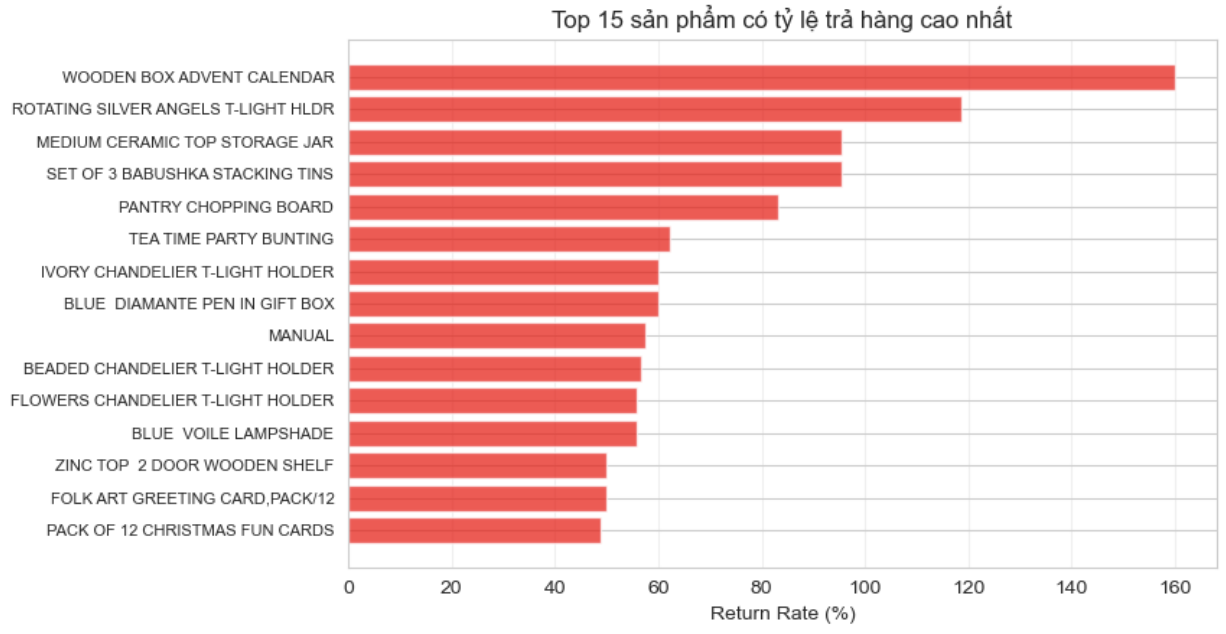 Top 15 sản phẩm có tỷ lệ trả hàng cao nhất
WOODEN BOX ADVENT CALENDAR
ROTATING SILVER ANGELS T-LIGHT HLDR
MEDIUM CERAMIC TOP STORAGE JAR
SET OF 3 BABUSHKA STACKING TINS
PANTRY CHOPPING BOARD
TEA TIME PARTY BUNTING
IVORY CHANDELIER T-LIGHT HOLDER
BLUE  DIAMANTE PEN IN GIFT BOX
MANUAL
BEADED CHANDELIER T-LIGHT HOLDER
FLOWERS CHANDELIER T-LIGHT HOLDER
BLUE  VOILE LAMPSHADE
ZINC TOP  2 DOOR WOODEN SHELF
FOLK ART GREETING CARD,PACK/12
PACK OF 12 CHRISTMAS FUN CARDS
0 20 40 60 80 100 120 140 160
Return Rate (%)